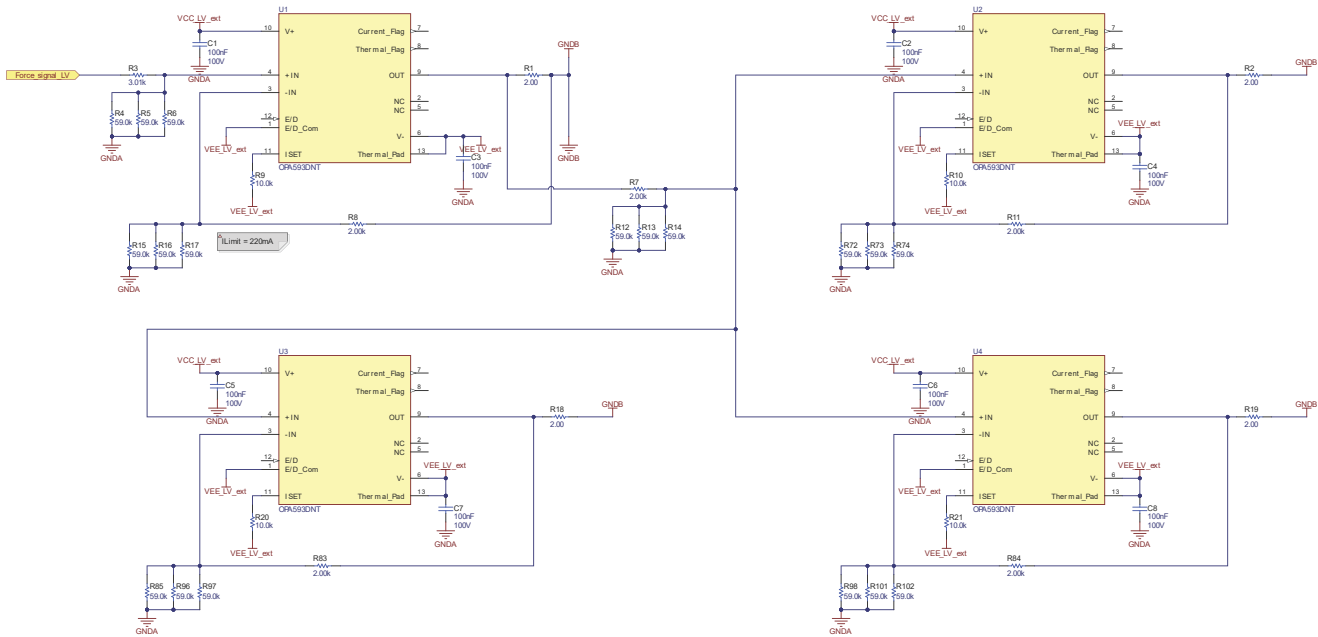 U1
VCC_LV_ext
10
V+
Current_Flag
7
C1
100nF
100V
Thermal_Flag
8
GNDA
Force_signal_LV
R3
3.01k
4
+IN
OUT
9
R1
2.00
GNDB
3
-IN
R4
59.0k
R5
59.0k
R6
59.0k
GNDA
NC
2
NC
5
12
E/D
1
E/D_Com
VEE_LV_ext
V-
6
VEE_LV_ext
11
ISET
Thermal_Pad
13
C3
100nF
100V
GNDA
GNDB
OPA593DNT
R9
10.0k
VEE_LV_ext
R8
2.00k
ILimit = 220mA
R15
59.0k
R16
59.0k
R17
59.0k
GNDA
R7
2.00k
R12
59.0k
R13
59.0k
R14
59.0k
GNDA
U2
VCC_LV_ext
10
V+
Current_Flag
7
C2
100nF
100V
Thermal_Flag
8
GNDA
4
+IN
OUT
9
R2
2.00
GNDB
3
-IN
NC
2
NC
5
12
E/D
1
E/D_Com
VEE_LV_ext
V-
6
VEE_LV_ext
11
ISET
Thermal_Pad
13
C4
100nF
100V
GNDA
OPA593DNT
R10
10.0k
VEE_LV_ext
R11
2.00k
R72
59.0k
R73
59.0k
R74
59.0k
GNDA
U3
VCC_LV_ext
10
V+
Current_Flag
7
C5
100nF
100V
Thermal_Flag
8
GNDA
4
+IN
OUT
9
R18
2.00
GNDB
3
-IN
NC
2
NC
5
12
E/D
1
E/D_Com
VEE_LV_ext
V-
6
VEE_LV_ext
11
ISET
Thermal_Pad
13
C7
100nF
100V
GNDA
OPA593DNT
R20
10.0k
VEE_LV_ext
R83
2.00k
R85
59.0k
R96
59.0k
R97
59.0k
GNDA
U4
VCC_LV_ext
10
V+
Current_Flag
7
C6
100nF
100V
Thermal_Flag
8
GNDA
4
+IN
OUT
9
R19
2.00
GNDB
3
-IN
NC
2
NC
5
12
E/D
1
E/D_Com
VEE_LV_ext
V-
6
VEE_LV_ext
11
ISET
Thermal_Pad
13
C8
100nF
100V
GNDA
OPA593DNT
R21
10.0k
VEE_LV_ext
R84
2.00k
R98
59.0k
R101
59.0k
R102
59.0k
GNDA